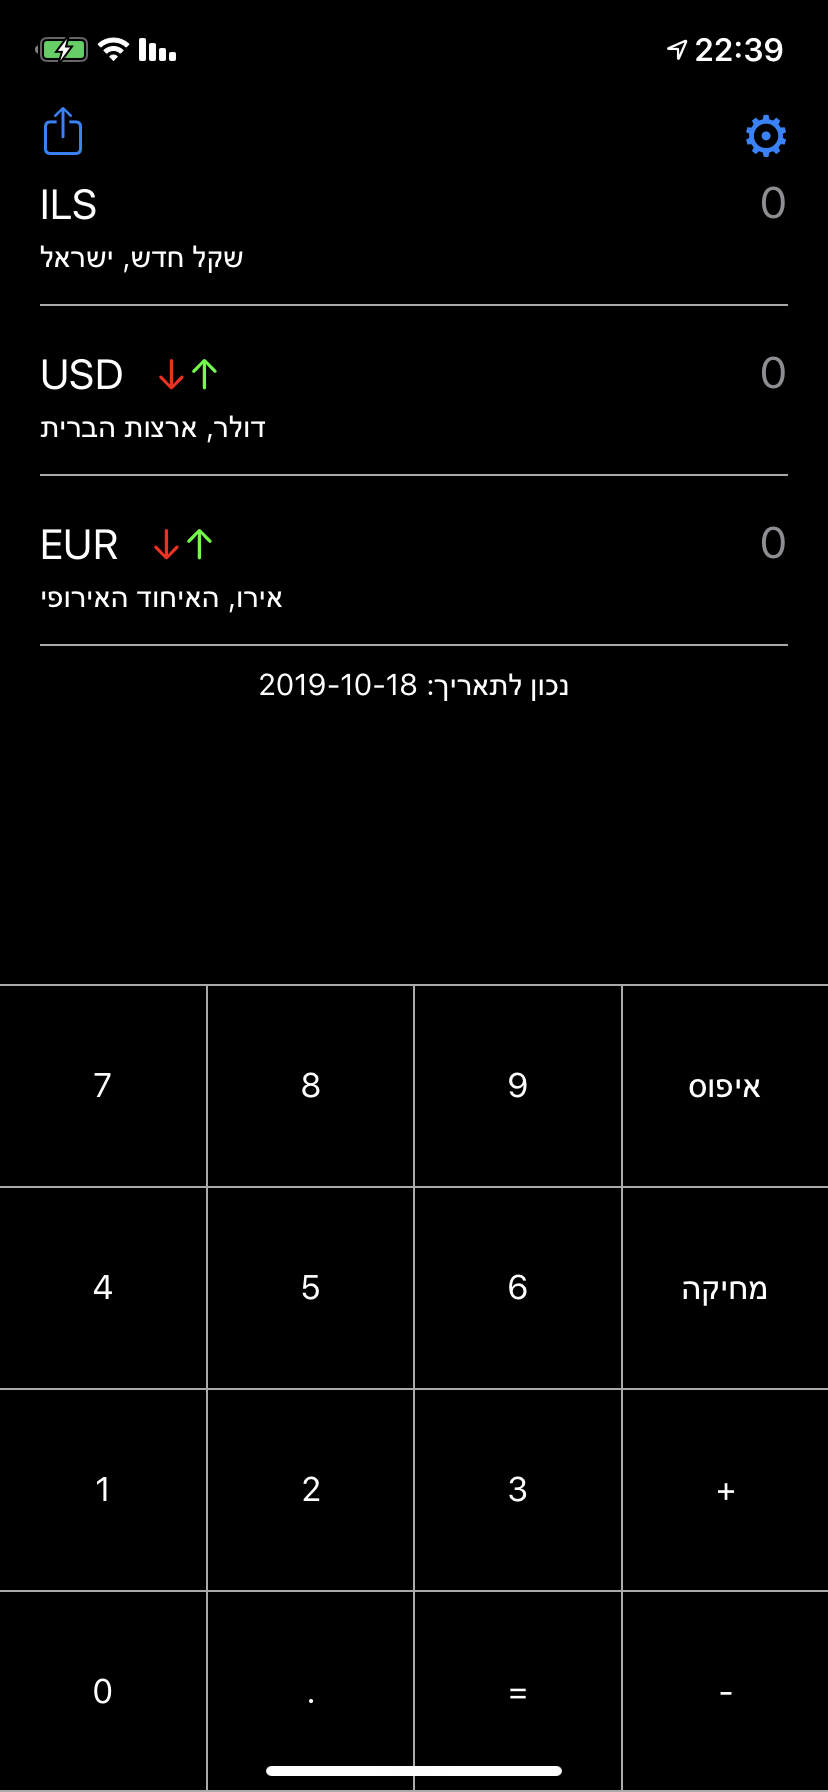 22:39
ILS 0
שקל חדש, ישראל
USD ↓↑ 0
דולר, ארצות הברית
EUR ↓↑ 0
אירו, האיחוד האירופי
נכון לתאריך: 2019-10-18
7 8 9 איפוס
4 5 6 מחיקה
1 2 3 +
0 . = -